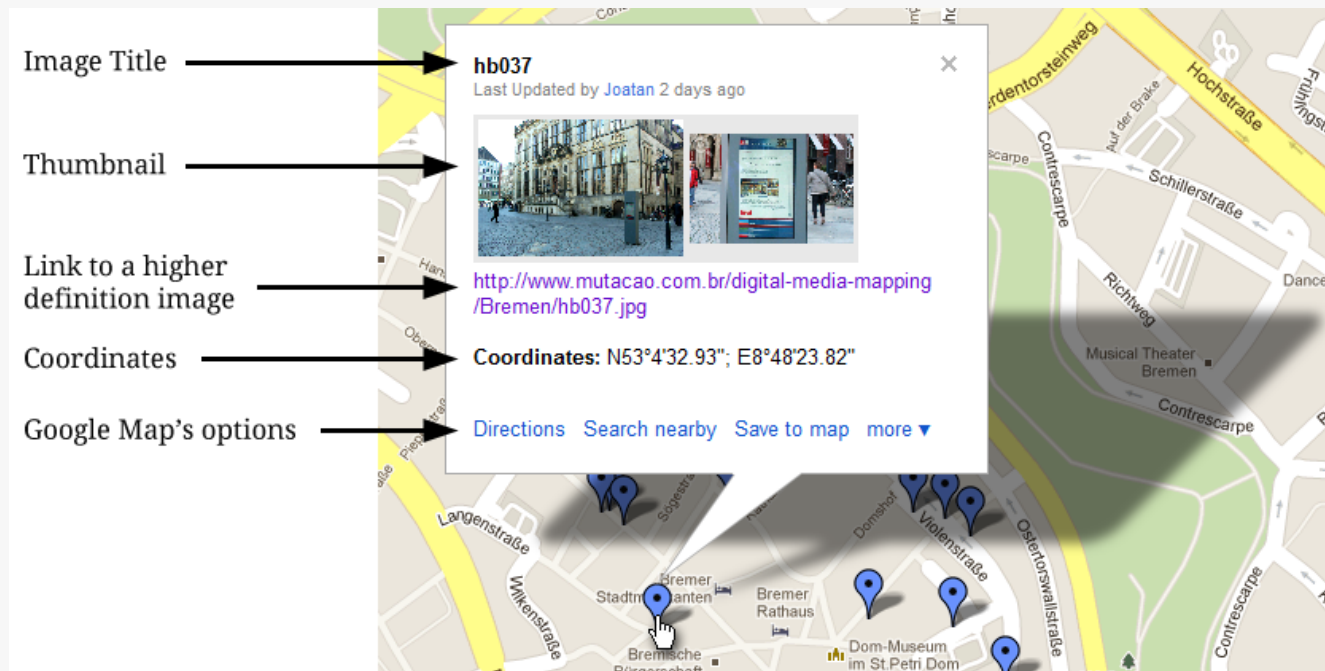 Image Title
hb037
Last Updated by Joatan 2 days ago
Thumbnail
Link to a higher
definition image
http://www.mutacao.com.br/digital-media-mapping
/Bremen/hb037.jpg
Coordinates
Coordinates: N53°4'32.93"; E8°48'23.82"
Google Map's options
Directions Search nearby Save to map more ▼
Hochstraße
Auf der Brake
Contrescarpe
Schillerstraße
Richtweg
Dance
Musical Theater
Bremen
Contrescarpe
Langenstraße
Domshof
Violenstraße
Ostertorswallstraße
Wilkenstraße
Bremer
Bremer
Rathaus
Contrescarpe
Bremische
Dom-Museum
im St.Petri Dom